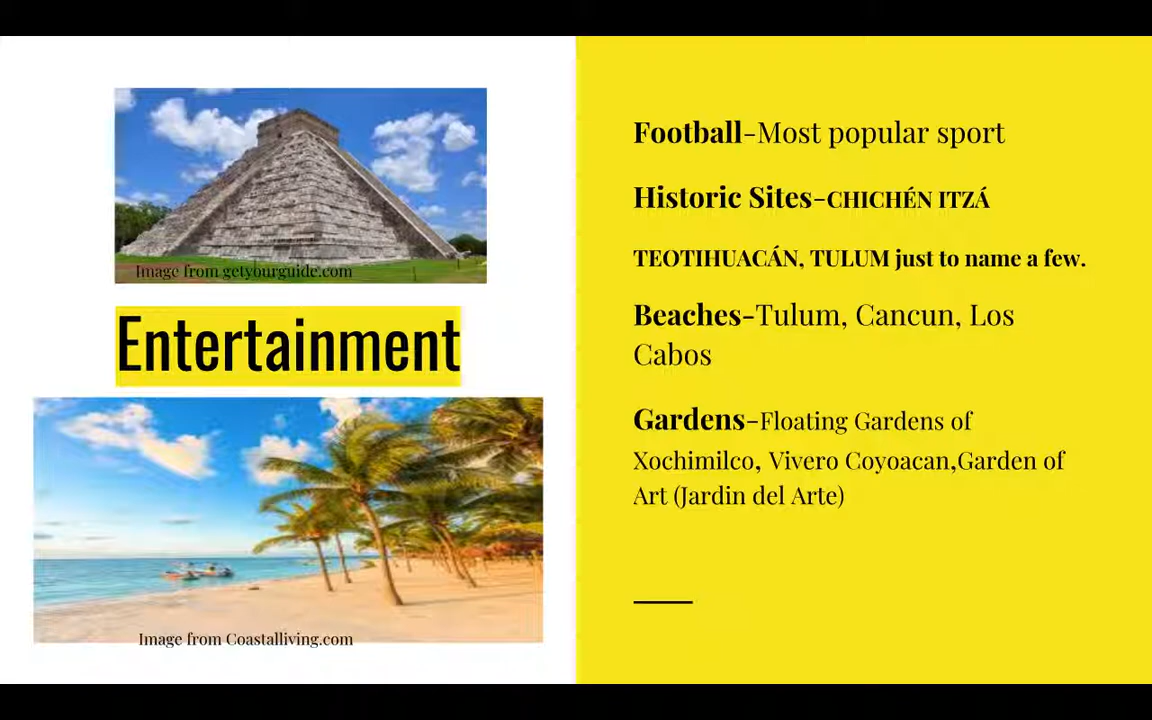 Image from getyourguide.com
Entertainment
Image from Coastalliving.com
Football-Most popular sport
Historic Sites-CHICHÉN ITZÁ
TEOTIHUACÁN, TULUM just to name a few.
Beaches-Tulum, Cancun, Los
Cabos
Gardens-Floating Gardens of
Xochimilco, Vivero Coyoacan,Garden of
Art (Jardin del Arte)